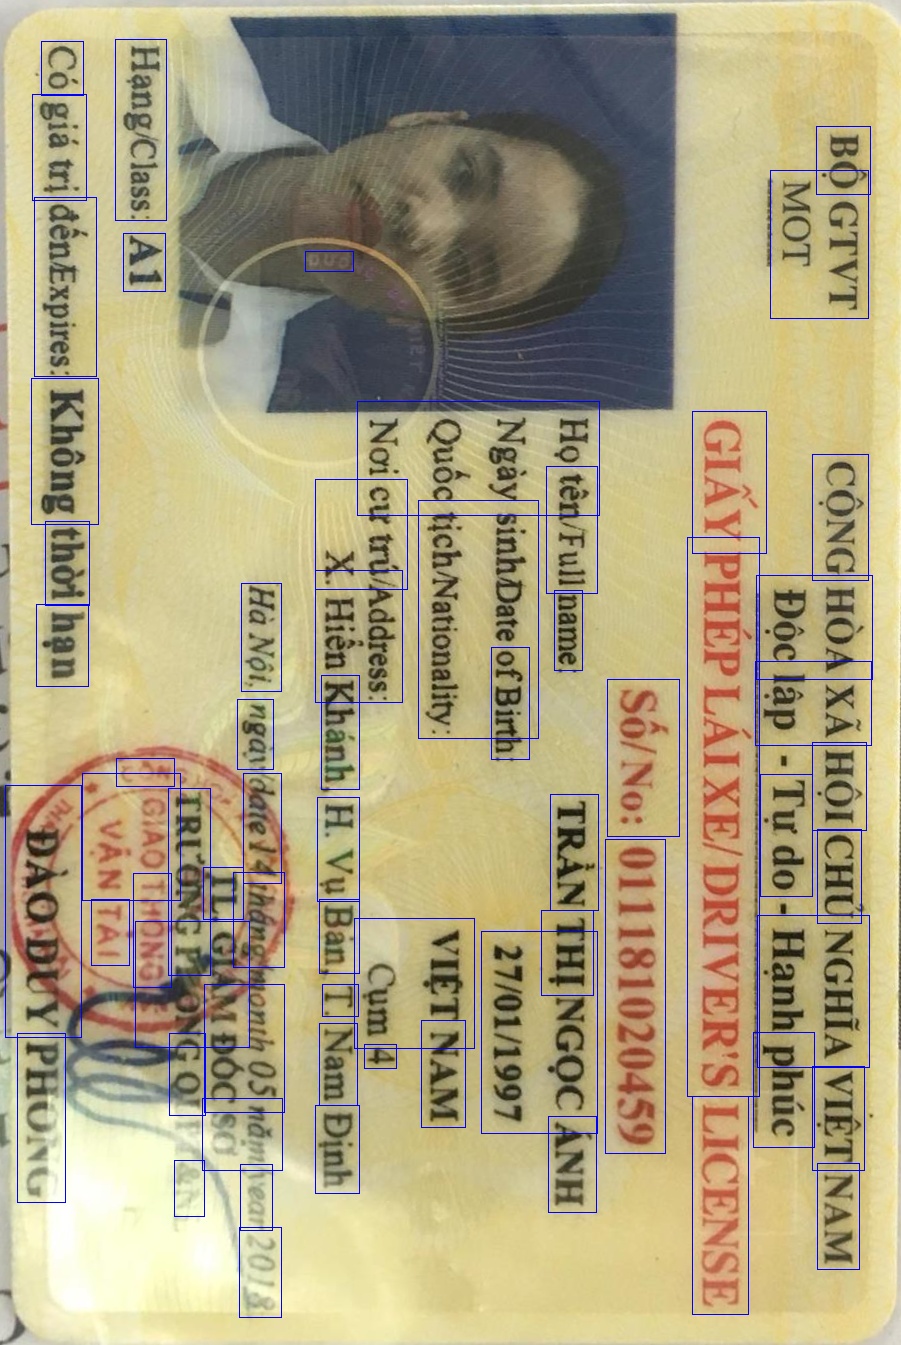 BỘ GTVT
MOT
CỘNG HÒA XÃ HỘI CHỦ NGHĨA VIỆT NAM
Độc lập - Tự do - Hạnh phúc
GIẤY PHÉP LÁI XE/DRIVER'S LICENSE
Số/No: 011181020459
Họ tên/Full name: TRẦN THỊ NGỌC ÁNH
Ngày sinh/Date of Birth: 27/01/1997
Quốc tịch/Nationality: VIỆT NAM
Nơi cư trú/Address: Cụm 4
X. Hiển Khánh, H. Vụ Bản, T. Nam Định
Hà Nội, ngày/date 14 tháng/month 05 năm/year 2018
TL. GIÁM ĐỐC SỞ
TRƯỞNG PHÒNG
GIAO THÔNG
VẬN TẢI
ĐÀO DUY PHONG
Hạng/Class: A1
Có giá trị đến/Expires: Không thời hạn